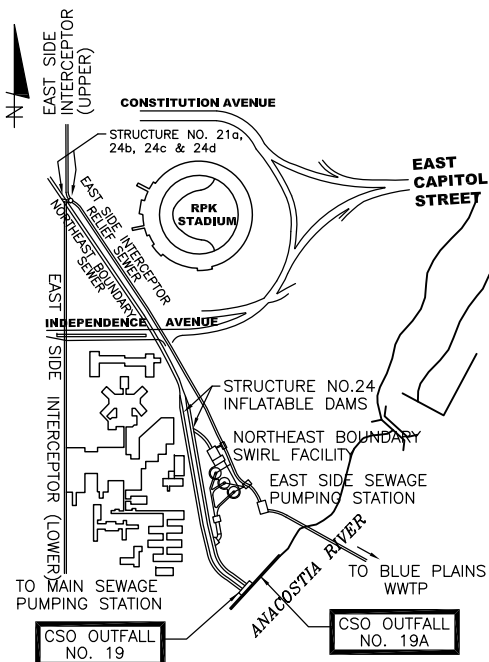 N
EAST SIDE
INTERCEPTOR
(UPPER)
CONSTITUTION AVENUE
STRUCTURE NO. 21a,
24b, 24c & 24d
EAST
CAPITOL
STREET
RPK
STADIUM
EAST SIDE INTERCEPTOR
RELIEF SEWER
NORTHEAST BOUNDARY
SEWER
INDEPENDENCE AVENUE
EAST SIDE INTERCEPTOR (LOWER)
STRUCTURE NO.24
INFLATABLE DAMS
NORTHEAST BOUNDARY
SWIRL FACILITY
EAST SIDE SEWAGE
PUMPING STATION
ANACOSTIA RIVER
TO BLUE PLAINS
WWTP
TO MAIN SEWAGE
PUMPING STATION
CSO OUTFALL
NO. 19
CSO OUTFALL
NO. 19A